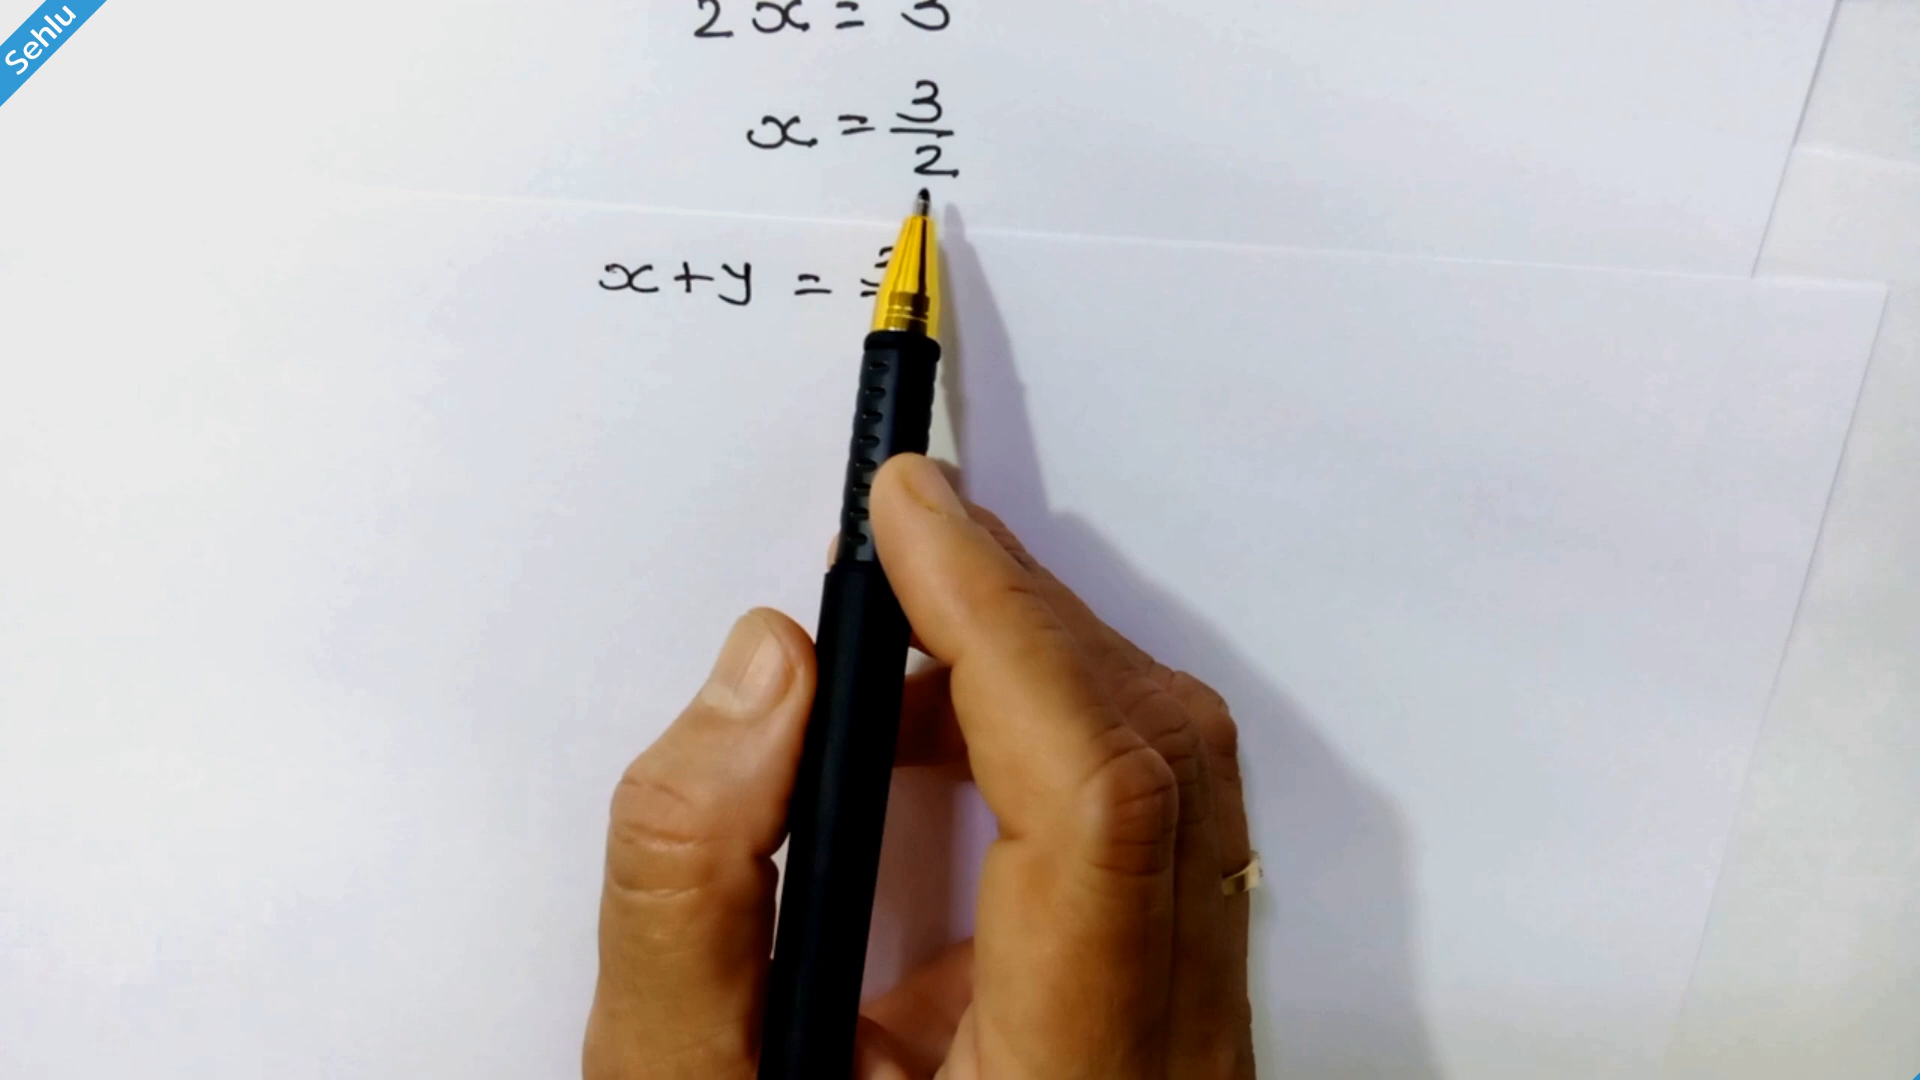 Sehlu
2x = 3
x = 3/2
x + y =